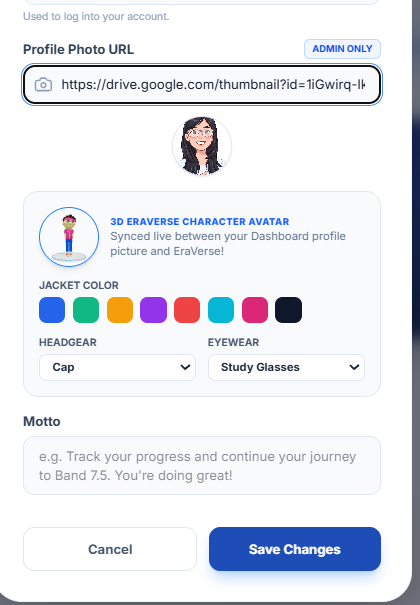 Used to log into your account.
Profile Photo URL
ADMIN ONLY
https://drive.google.com/thumbnail?id=1iGwirq-
3D ERAVERSE CHARACTER AVATAR
Synced live between your Dashboard profile
picture and EraVerse!
JACKET COLOR
HEADGEAR
EYEWEAR
Cap
Study Glasses
Motto
e.g. Track your progress and continue your journey
to Band 7.5. You're doing great!
Cancel
Save Changes